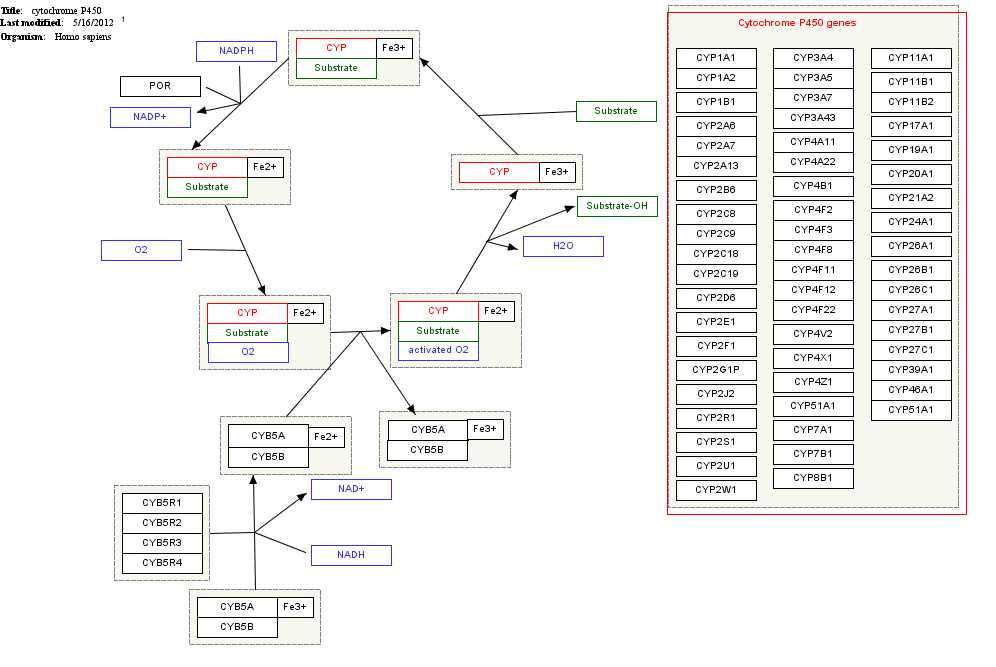 Title: cytochrome P450
Last modified: 5/16/2012 1
Organism: Homo sapiens
NADPH
POR
NADP+
CYP Fe3+
Substrate
Substrate
CYP Fe2+
Substrate
CYP Fe3+
Substrate-OH
H2O
O2
CYP Fe2+
Substrate
O2
CYP Fe2+
Substrate
activated O2
CYB5A Fe2+
CYB5B
CYB5A Fe3+
CYB5B
NAD+
CYB5R1
CYB5R2
CYB5R3
CYB5R4
NADH
CYB5A Fe3+
CYB5B
Cytochrome P450 genes
CYP1A1
CYP1A2
CYP1B1
CYP2A6
CYP2A7
CYP2A13
CYP2B6
CYP2C8
CYP2C9
CYP2C18
CYP2C19
CYP2D6
CYP2E1
CYP2F1
CYP2G1P
CYP2J2
CYP2R1
CYP2S1
CYP2U1
CYP2W1
CYP3A4
CYP3A5
CYP3A7
CYP3A43
CYP4A11
CYP4A22
CYP4B1
CYP4F2
CYP4F3
CYP4F8
CYP4F11
CYP4F12
CYP4F22
CYP4V2
CYP4X1
CYP4Z1
CYP51A1
CYP7A1
CYP7B1
CYP8B1
CYP11A1
CYP11B1
CYP11B2
CYP17A1
CYP19A1
CYP20A1
CYP21A2
CYP24A1
CYP26A1
CYP26B1
CYP26C1
CYP27A1
CYP27B1
CYP27C1
CYP39A1
CYP46A1
CYP51A1